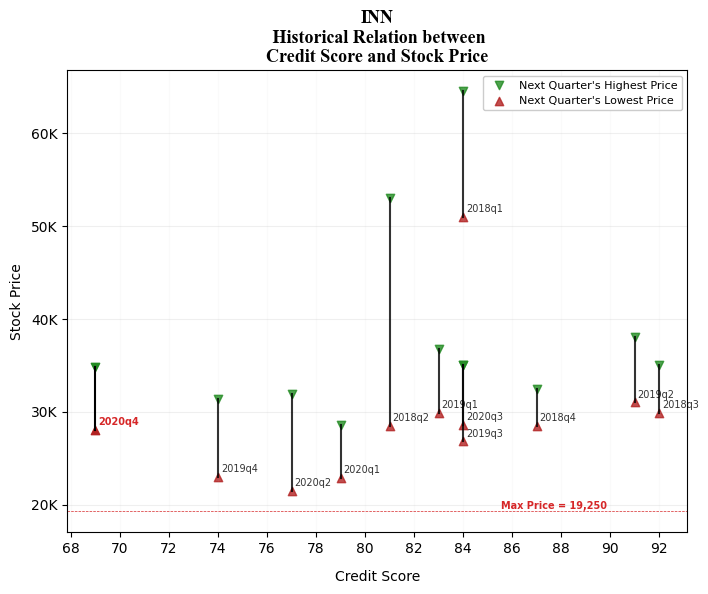 INN
Historical Relation between
Credit Score and Stock Price
Next Quarter's Highest Price
Next Quarter's Lowest Price
60K
50K
40K
30K
20K
Stock Price
2018q1
2018q2
2019q1
2020q3
2019q3
2018q4
2019q2
2018q3
2020q4
2019q4
2020q2
2020q1
Max Price = 19,250
68 70 72 74 76 78 80 82 84 86 88 90 92
Credit Score